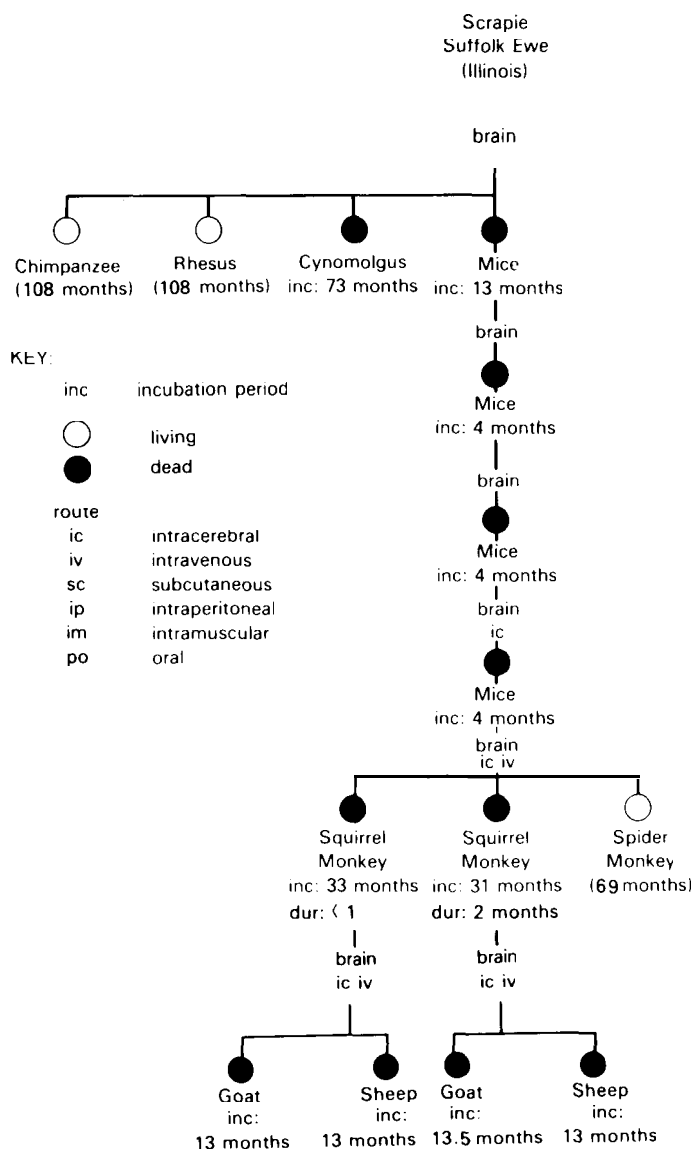 Scrapie
Suffolk Ewe
(Illinois)
brain
Chimpanzee
(108 months)
Rhesus
(108 months)
Cynomolgus
inc: 73 months
Mice
inc: 13 months
brain
KEY:
inc incubation period
living
dead
route
ic intracerebral
iv intravenous
sc subcutaneous
ip intraperitoneal
im intramuscular
po oral
Mice
inc: 4 months
brain
Mice
inc: 4 months
brain
ic
Mice
inc: 4 months
brain
ic iv
Squirrel
Monkey
inc: 33 months
dur: < 1
Squirrel
Monkey
inc: 31 months
dur: 2 months
Spider
Monkey
(69 months)
brain
ic iv
brain
ic iv
Goat
inc:
13 months
Sheep
inc:
13 months
Goat
inc:
13.5 months
Sheep
inc:
13 months